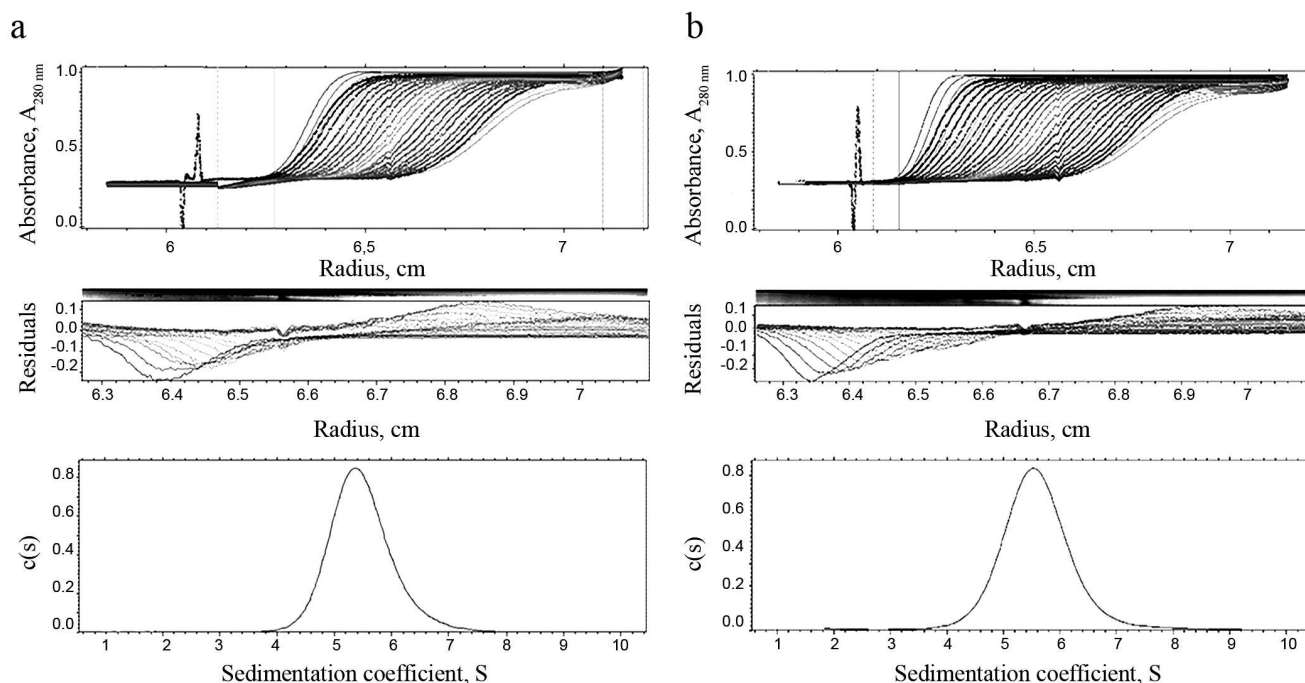 a
Absorbance, A280 nm
1.0
0.5
0.0
6 6,5 7
Radius, cm
Residuals
0.1
0.0
-0.1
-0.2
6.3 6.4 6.5 6.6 6.7 6.8 6.9 7
Radius, cm
c(s)
0.8
0.6
0.4
0.2
0.0
1 2 3 4 5 6 7 8 9 10
Sedimentation coefficient, S
b
Absorbance, A280 nm
1.0
0.5
0.0
6 6.5 7
Radius, cm
Residuals
0.1
0.0
-0.1
-0.2
6.3 6.4 6.5 6.6 6.7 6.8 6.9 7
Radius, cm
c(s)
0.8
0.6
0.4
0.2
0.0
1 2 3 4 5 6 7 8 9 10
Sedimentation coefficient, S